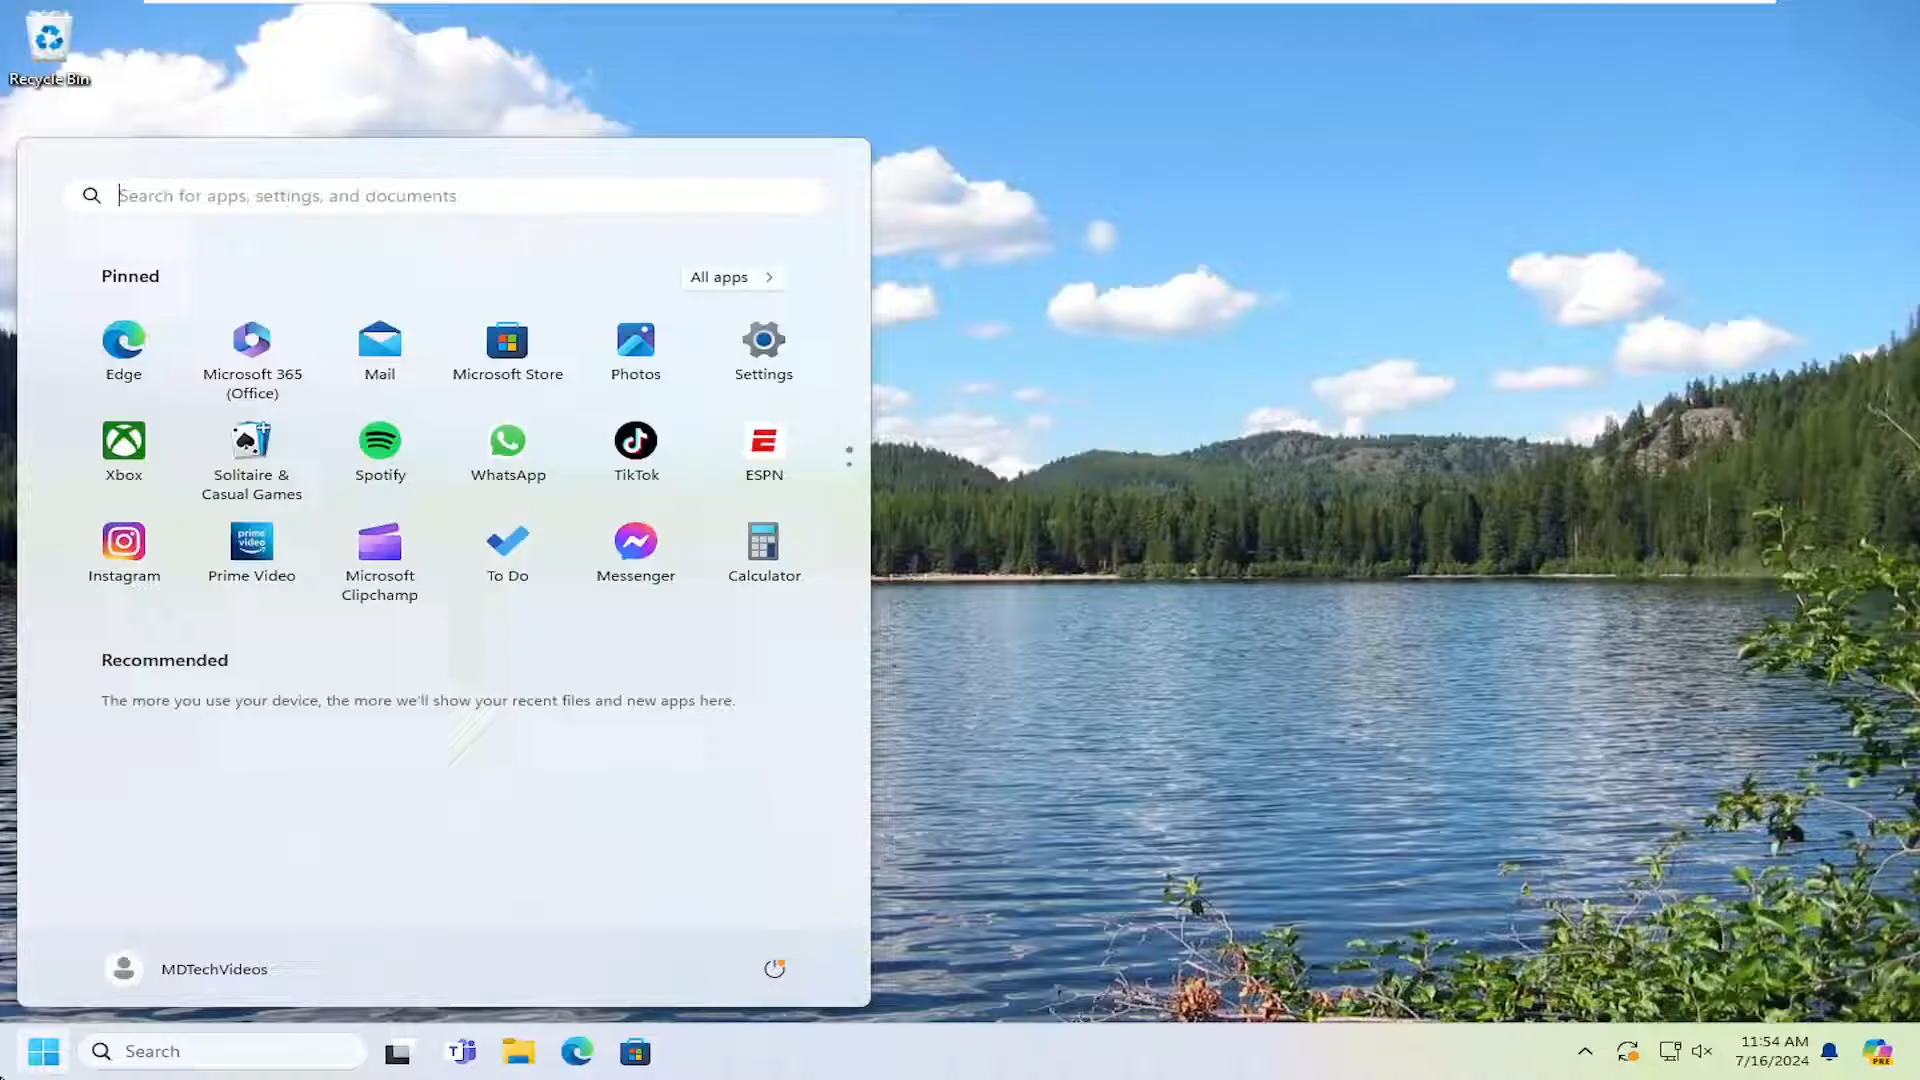 Recycle Bin
Search for apps, settings, and documents
Pinned
All apps
Edge
Microsoft 365
(Office)
Mail
Microsoft Store
Photos
Settings
Xbox
Solitaire &
Casual Games
Spotify
WhatsApp
TikTok
ESPN
prime
video
Instagram
Prime Video
Microsoft
Clipchamp
To Do
Messenger
Calculator
Recommended
The more you use your device, the more we'll show your recent files and new apps here.
MDTechVideos
Search
11:54 AM
7/16/2024
PRE